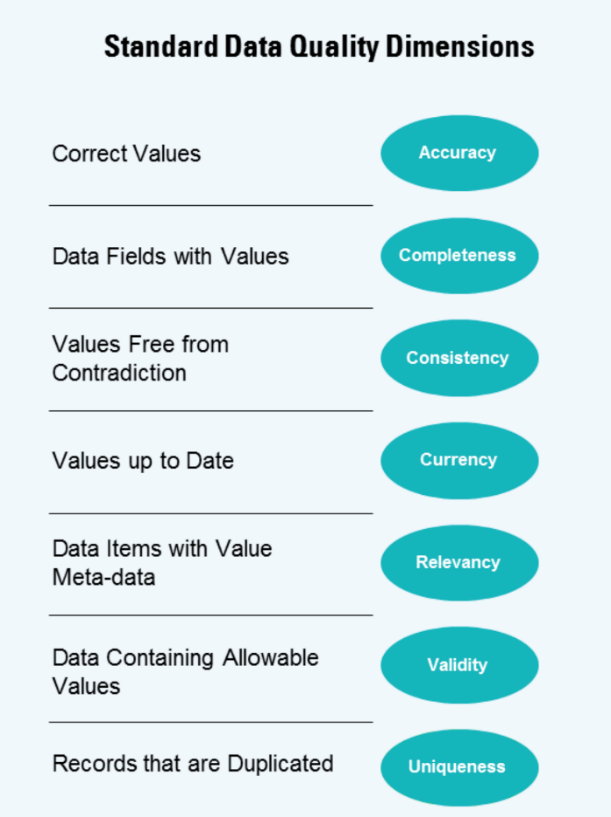 Standard Data Quality Dimensions
Correct Values
Accuracy
Data Fields with Values
Completeness
Values Free from
Contradiction
Consistency
Values up to Date
Currency
Data Items with Value
Meta-data
Relevancy
Data Containing Allowable
Values
Validity
Records that are Duplicated
Uniqueness